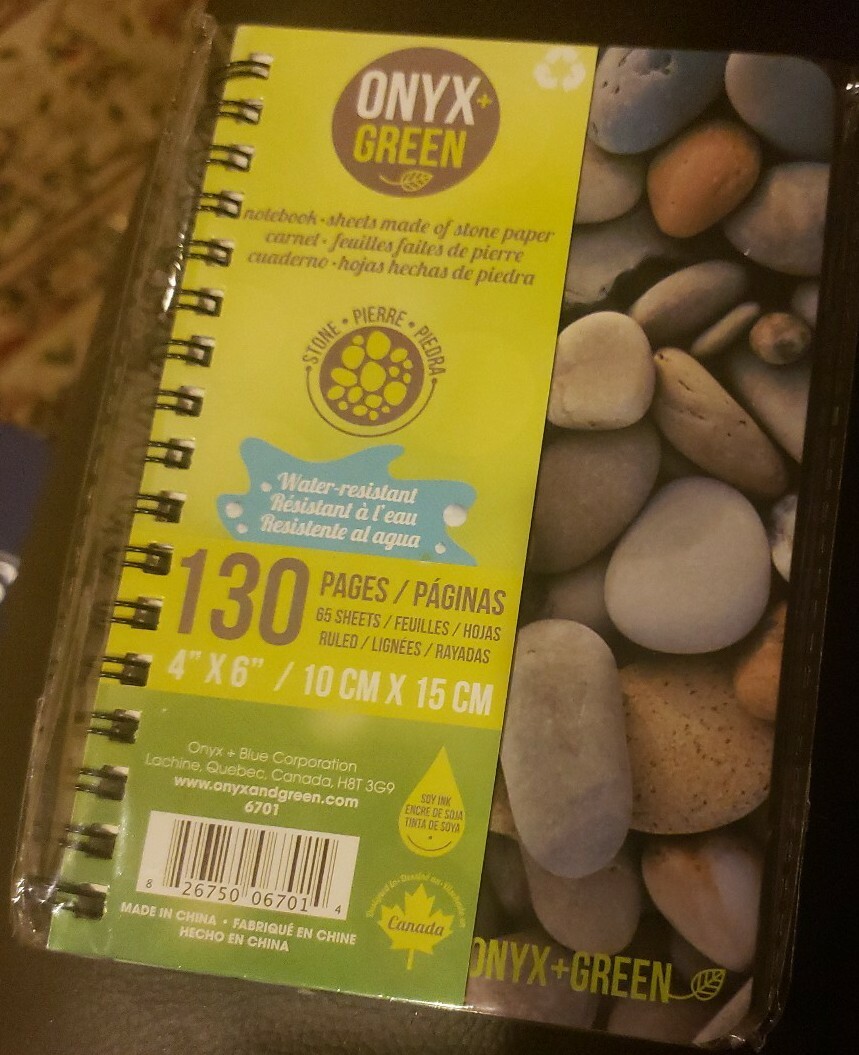 ONYX+
GREEN
notebook • sheets made of stone paper
carnet • feuilles faites de pierre
cuaderno • hojas hechas de piedra
STONE • PIERRE • PIEDRA
Water-resistant
Résistant à l'eau
Resistente al agua
130
PAGES / PÁGINAS
65 SHEETS / FEUILLES / HOJAS
RULED / LIGNÉES / RAYADAS
4" X 6" / 10 CM X 15 CM
Onyx + Blue Corporation
Lachine, Quebec, Canada, H8T 3G9
www.onyxandgreen.com
6701
SOY INK
ENCRE DE SOJA
TINTA DE SOYA
8 26750 06701 4
MADE IN CHINA • FABRIQUÉ EN CHINE
HECHO EN CHINA
Canada
ONYX+GREEN